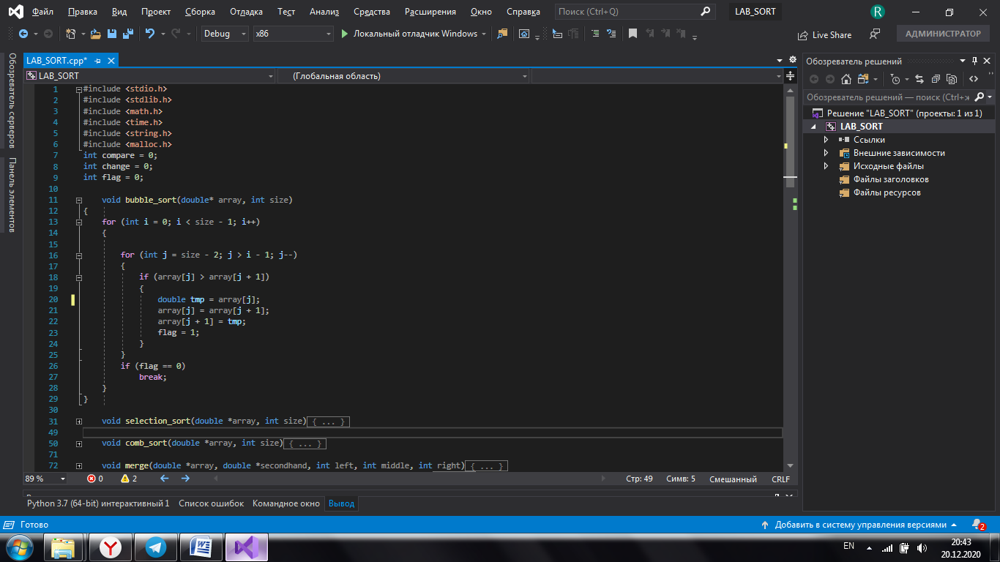 Файл Правка Вид Проект Сборка Отладка Тест Анализ Средства Расширения Окно Справка Поиск (Ctrl+Q) LAB_SORT R
Debug x86 Локальный отладчик Windows Live Share АДМИНИСТРАТОР
Обозреватель серверов
Панель элементов
LAB_SORT.cpp*
LAB_SORT (Глобальная область)
1 #include <stdio.h>
2 #include <stdlib.h>
3 #include <math.h>
4 #include <time.h>
5 #include <string.h>
6 #include <malloc.h>
7 int compare = 0;
8 int change = 0;
9 int flag = 0;
10
11 void bubble_sort(double* array, int size)
12 {
13 for (int i = 0; i < size - 1; i++)
14 {
15
16 for (int j = size - 2; j > i - 1; j--)
17 {
18 if (array[j] > array[j + 1])
19 {
20 double tmp = array[j];
21 array[j] = array[j + 1];
22 array[j + 1] = tmp;
23 flag = 1;
24 }
25 }
26 if (flag == 0)
27 break;
28 }
29 }
30
31 void selection_sort(double *array, int size){ ... }
49
50 void comb_sort(double *array, int size){ ... }
71
72 void merge(double *array, double *secondhand, int left, int middle, int right){ ... }
89 % 0 2 Стр: 49 Симв: 5 Смешанный CRLF
Python 3.7 (64-bit) интерактивный 1 Список ошибок Командное окно Вывод
Обозреватель решений
Обозреватель решений — поиск (Ctrl+ж
Решение "LAB_SORT" (проекты: 1 из 1)
LAB_SORT
Ссылки
Внешние зависимости
Исходные файлы
Файлы заголовков
Файлы ресурсов
Готово Добавить в систему управления версиями 2
EN 20:43
20.12.2020